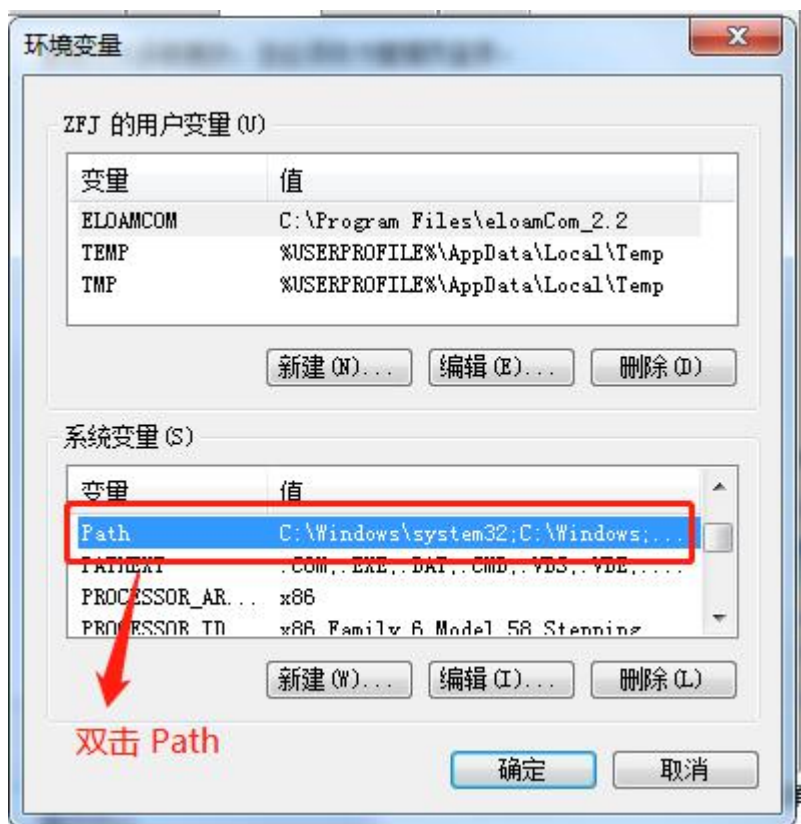 环境变量
ZFJ 的用户变量(U)
变量 值
ELOAMCOM C:\Program Files\eloamCom_2.2
TEMP %USERPROFILE%\AppData\Local\Temp
TMP %USERPROFILE%\AppData\Local\Temp
新建(N)... 编辑(E)... 删除(D)
系统变量(S)
变量 值
Path C:\Windows\system32;C:\Windows;...
PATHEXT .COM;.EXE;.BAT;.CMD;.VBS;.VBE;....
PROCESSOR_AR... x86
PROCESSOR_ID x86 Family 6 Model 58 Stepping
新建(W)... 编辑(I)... 删除(L)
双击 Path
确定 取消